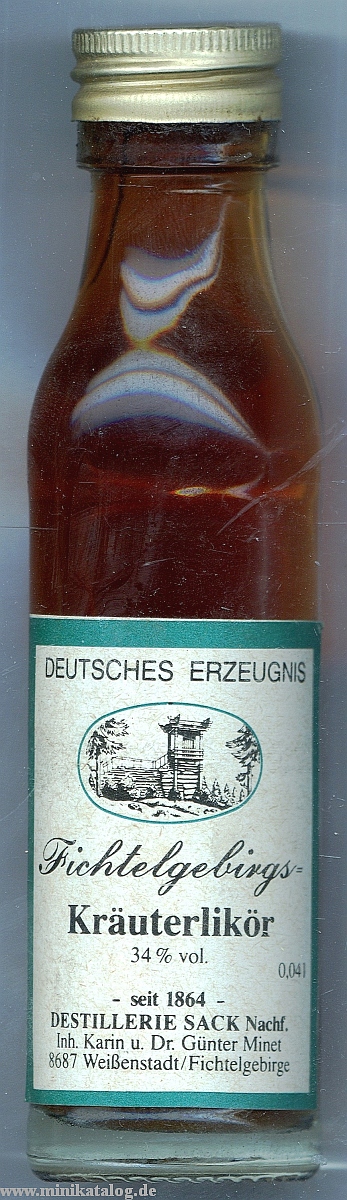 DEUTSCHES ERZEUGNIS
Fichtelgebirgs=
Kräuterlikör
34% vol.
0,04l
- seit 1864 -
DESTILLERIE SACK Nachf.
Inh. Karin u. Dr. Günter Minet
8687 Weißenstadt/Fichtelgebirge
www.minikatalog.de